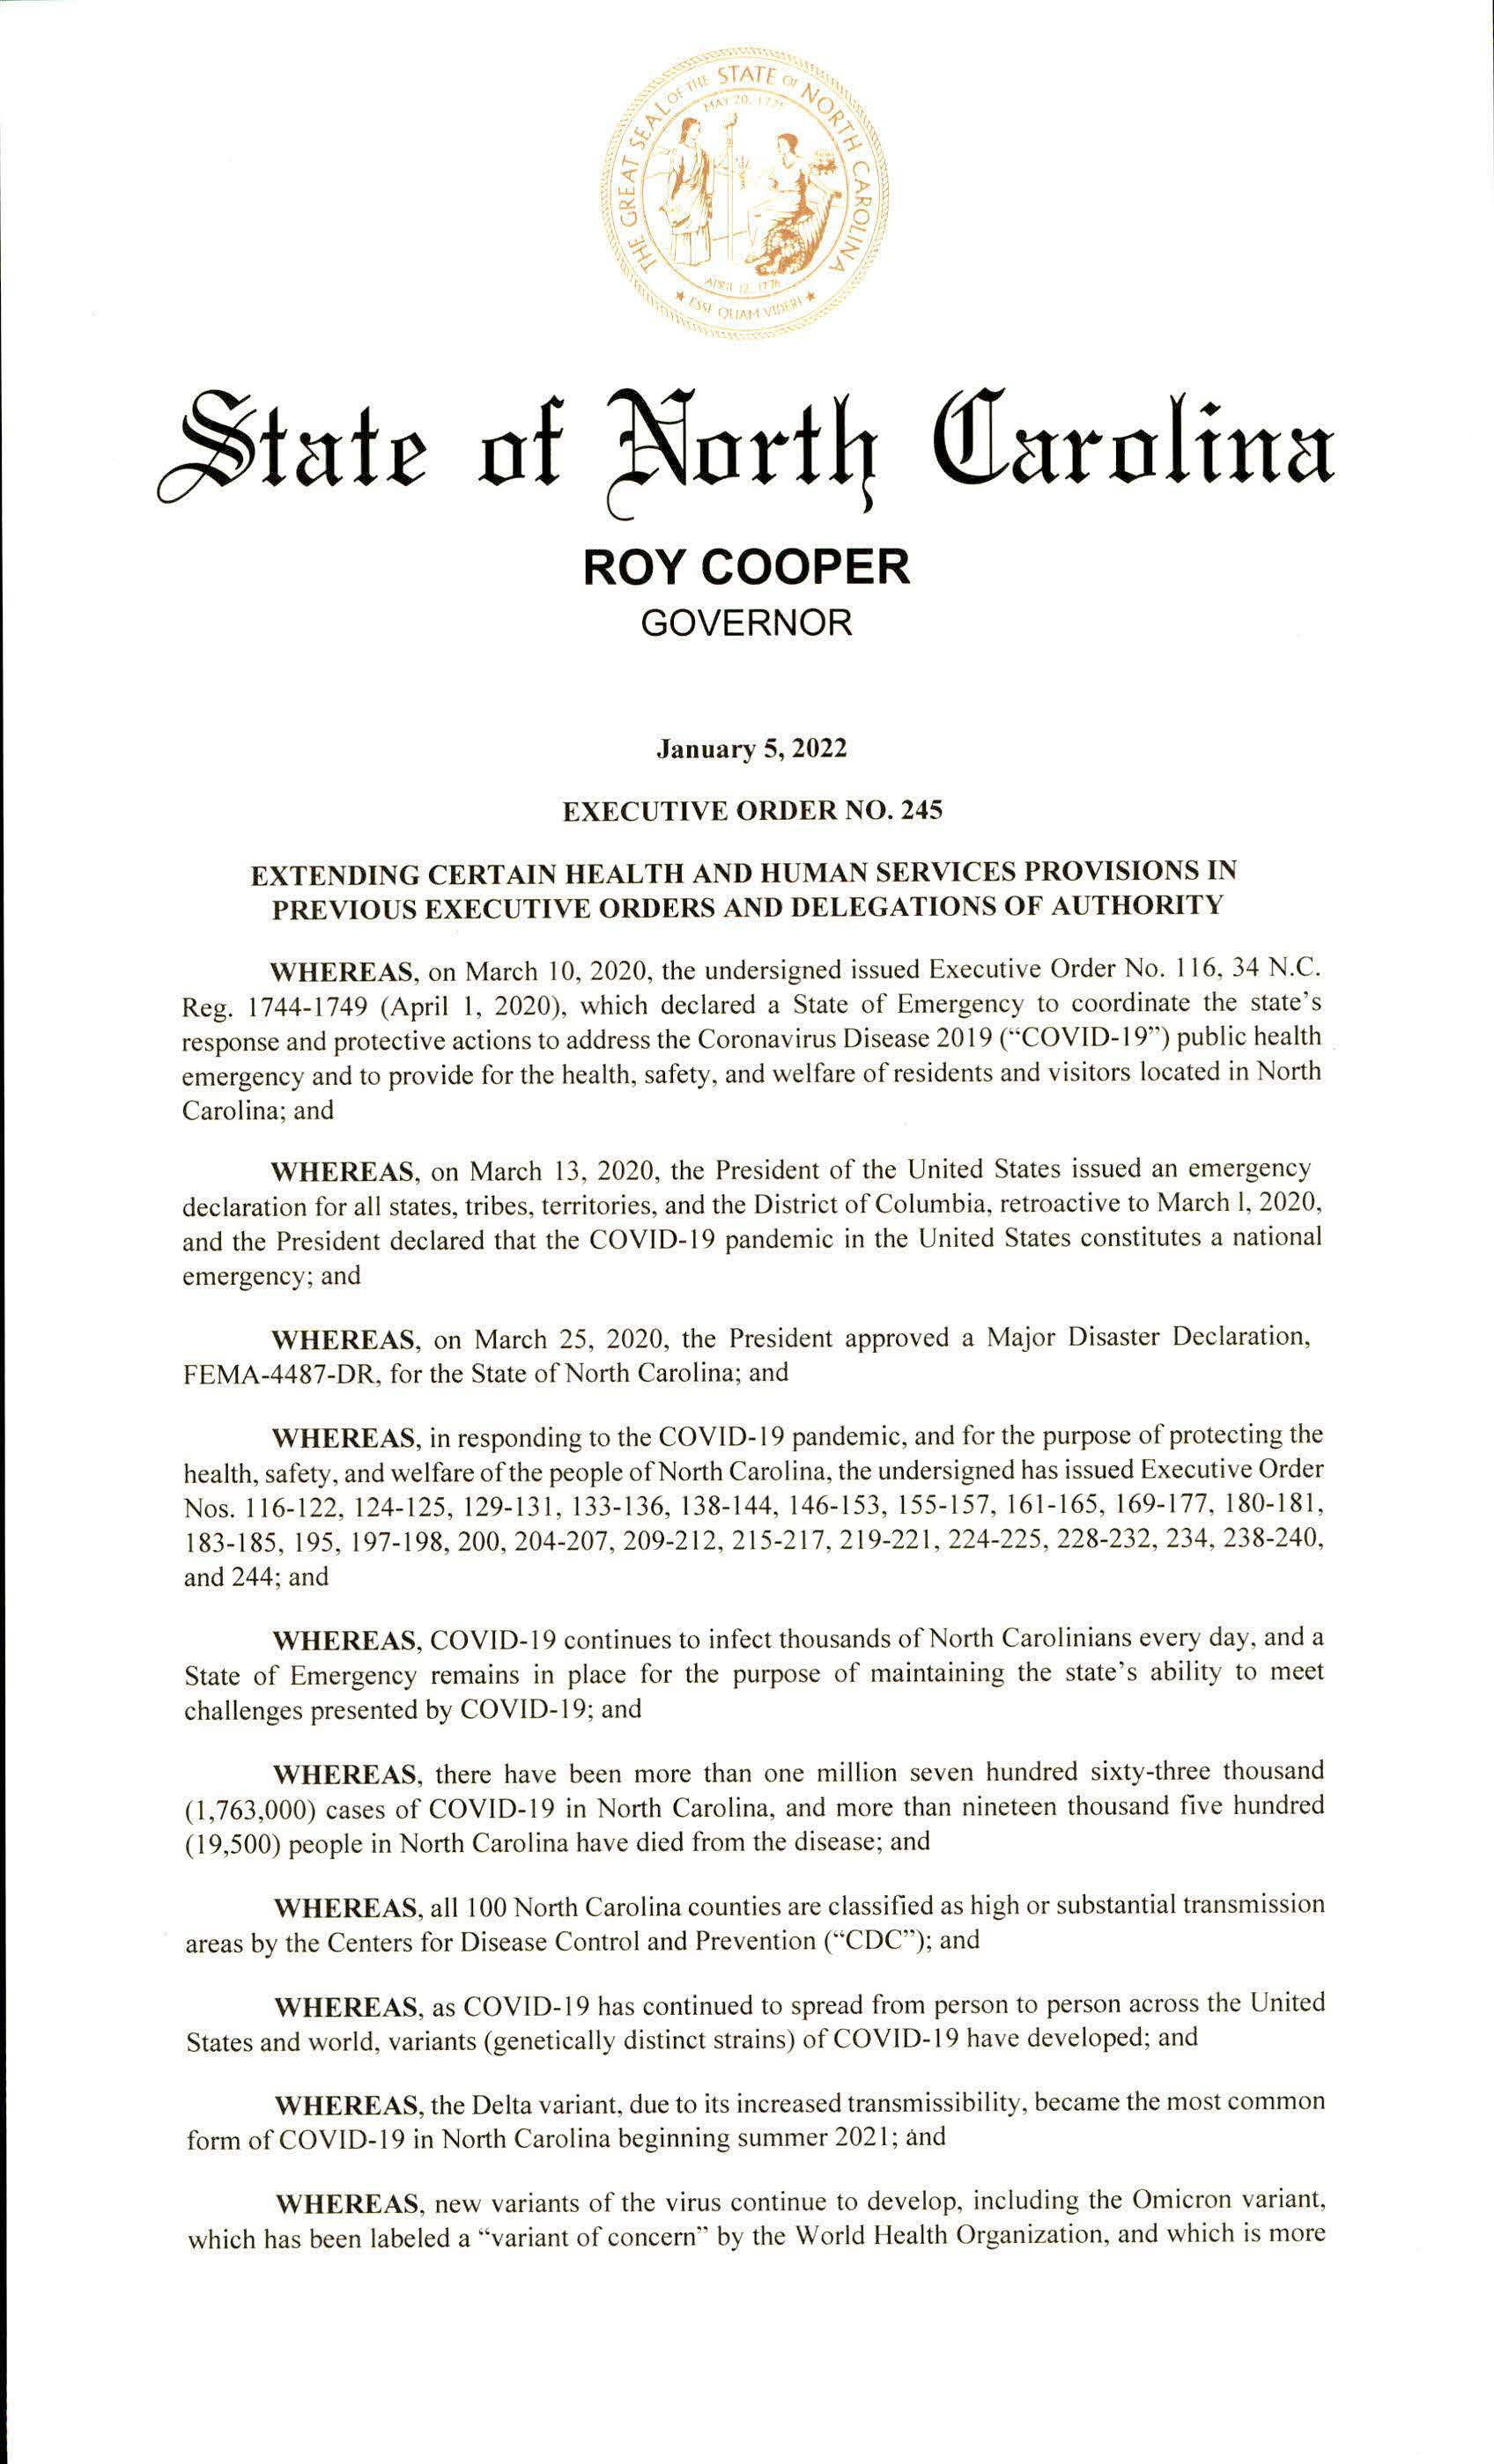 THE GREAT SEAL OF THE STATE OF NORTH CAROLINA
MAY 20, 1775
APRIL 12, 1776
★ ESSE QUAM VIDERI ★
State of North Carolina
ROY COOPER
GOVERNOR
January 5, 2022
EXECUTIVE ORDER NO. 245
EXTENDING CERTAIN HEALTH AND HUMAN SERVICES PROVISIONS IN
PREVIOUS EXECUTIVE ORDERS AND DELEGATIONS OF AUTHORITY
WHEREAS, on March 10, 2020, the undersigned issued Executive Order No. 116, 34 N.C.
Reg. 1744-1749 (April 1, 2020), which declared a State of Emergency to coordinate the state's
response and protective actions to address the Coronavirus Disease 2019 (“COVID-19”) public health
emergency and to provide for the health, safety, and welfare of residents and visitors located in North
Carolina; and
WHEREAS, on March 13, 2020, the President of the United States issued an emergency
declaration for all states, tribes, territories, and the District of Columbia, retroactive to March 1, 2020,
and the President declared that the COVID-19 pandemic in the United States constitutes a national
emergency; and
WHEREAS, on March 25, 2020, the President approved a Major Disaster Declaration,
FEMA-4487-DR, for the State of North Carolina; and
WHEREAS, in responding to the COVID-19 pandemic, and for the purpose of protecting the
health, safety, and welfare of the people of North Carolina, the undersigned has issued Executive Order
Nos. 116-122, 124-125, 129-131, 133-136, 138-144, 146-153, 155-157, 161-165, 169-177, 180-181,
183-185, 195, 197-198, 200, 204-207, 209-212, 215-217, 219-221, 224-225, 228-232, 234, 238-240,
and 244; and
WHEREAS, COVID-19 continues to infect thousands of North Carolinians every day, and a
State of Emergency remains in place for the purpose of maintaining the state's ability to meet
challenges presented by COVID-19; and
WHEREAS, there have been more than one million seven hundred sixty-three thousand
(1,763,000) cases of COVID-19 in North Carolina, and more than nineteen thousand five hundred
(19,500) people in North Carolina have died from the disease; and
WHEREAS, all 100 North Carolina counties are classified as high or substantial transmission
areas by the Centers for Disease Control and Prevention (“CDC”); and
WHEREAS, as COVID-19 has continued to spread from person to person across the United
States and world, variants (genetically distinct strains) of COVID-19 have developed; and
WHEREAS, the Delta variant, due to its increased transmissibility, became the most common
form of COVID-19 in North Carolina beginning summer 2021; and
WHEREAS, new variants of the virus continue to develop, including the Omicron variant,
which has been labeled a “variant of concern” by the World Health Organization, and which is more